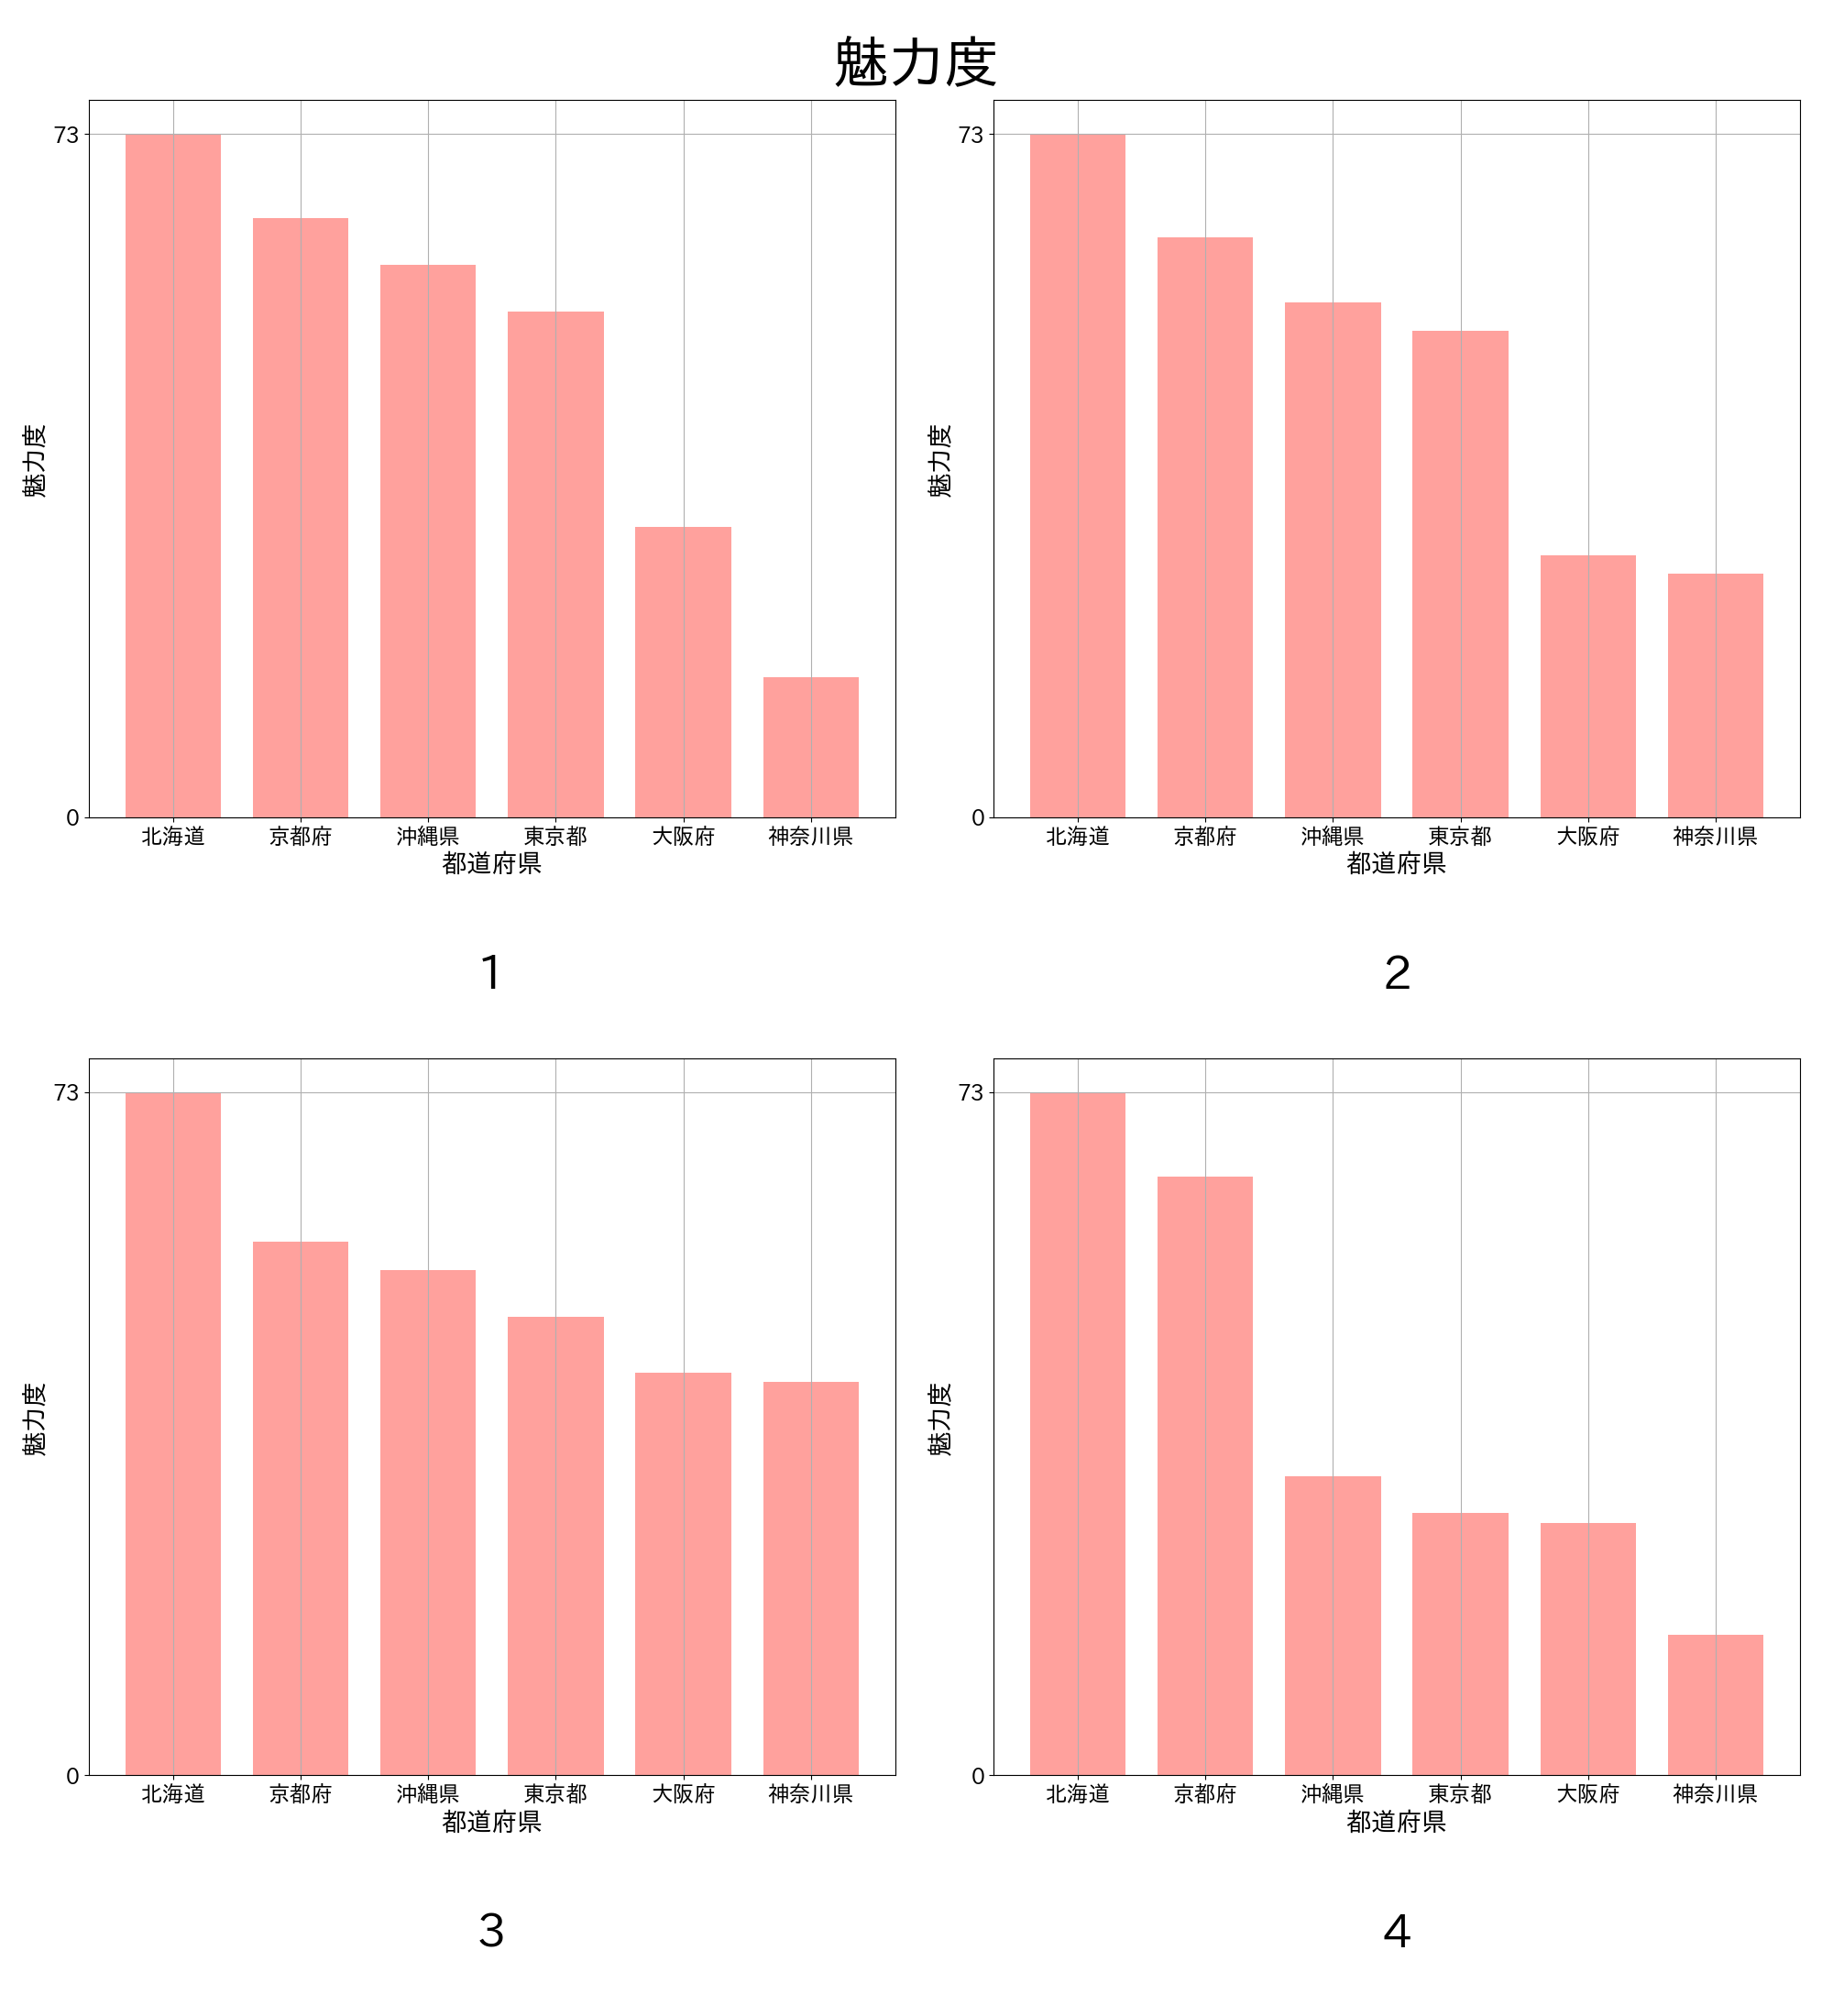 魅力度
73
0
魅力度
北海道 京都府 沖縄県 東京都 大阪府 神奈川県
都道府県
1
73
0
魅力度
北海道 京都府 沖縄県 東京都 大阪府 神奈川県
都道府県
2
73
0
魅力度
北海道 京都府 沖縄県 東京都 大阪府 神奈川県
都道府県
3
73
0
魅力度
北海道 京都府 沖縄県 東京都 大阪府 神奈川県
都道府県
4